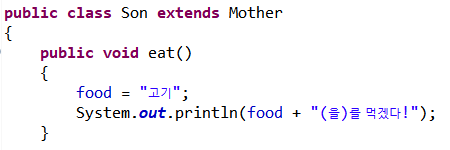 public class Son extends Mother
{
    public void eat()
    {
        food = "고기";
        System.out.println(food + "(을)를 먹겠다!");
    }